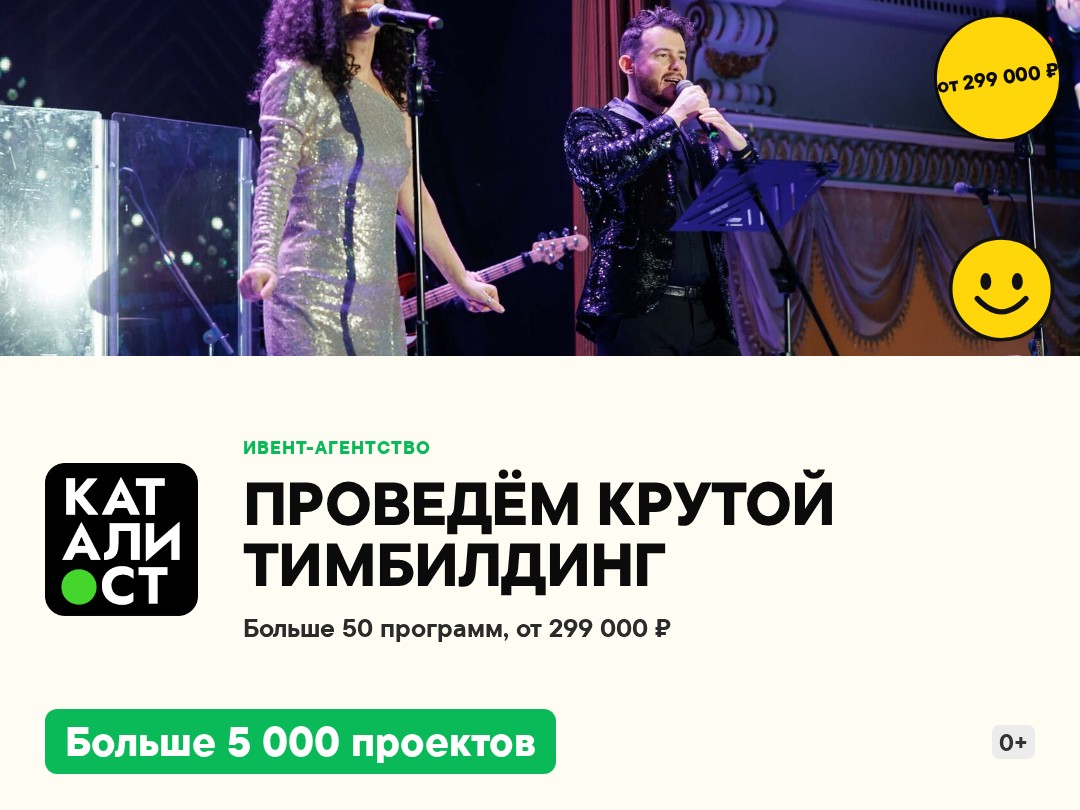 от 299 000 ₽
ИВЕНТ-АГЕНТСТВО
КАТ
АЛИ
СТ
ПРОВЕДЁМ КРУТОЙ
ТИМБИЛДИНГ
Больше 50 программ, от 299 000 ₽
Больше 5 000 проектов
0+